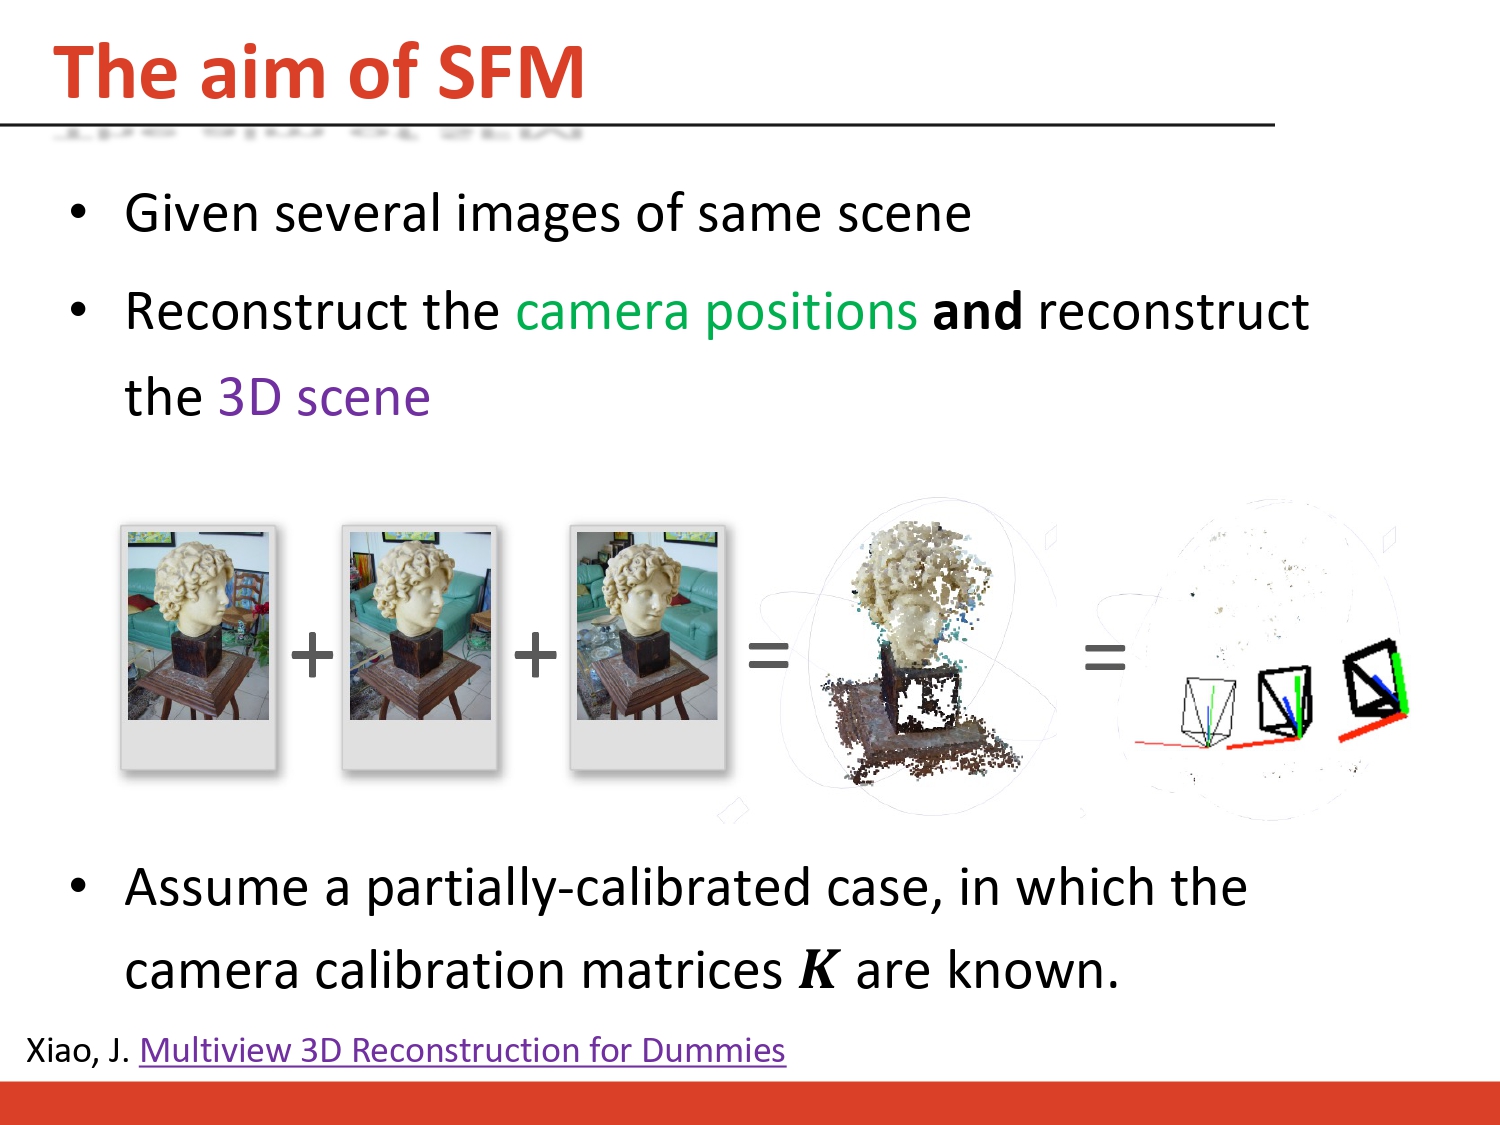 The aim of SFM
• Given several images of same scene
• Reconstruct the camera positions and reconstruct
the 3D scene
+ + = =
• Assume a partially-calibrated case, in which the
camera calibration matrices K are known.
Xiao, J. Multiview 3D Reconstruction for Dummies